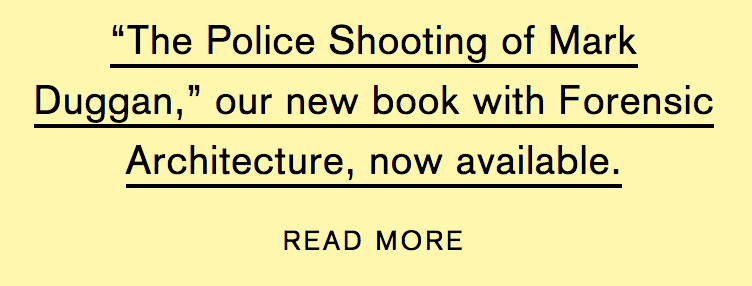 “The Police Shooting of Mark
Duggan,” our new book with Forensic
Architecture, now available.
READ MORE